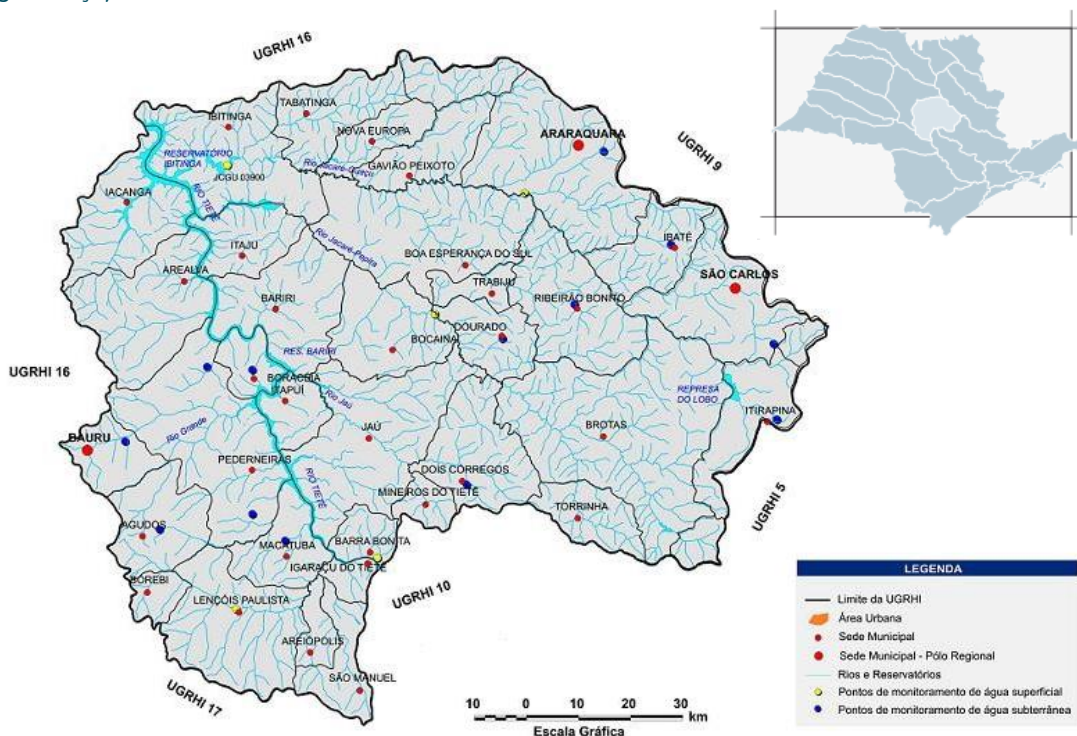 UGRHI 16
TABATINGA
IBITINGA
NOVA EUROPA
ARARAQUARA
UGRHI 9
RESERVATÓRIO
IBITINGA
JCGU 03900
Rio Jacaré-Guaçu
GAVIÃO PEIXOTO
IACANGA
RIO TIETÊ
ITAJU
Rio Jacaré-Pepira
BOA ESPERANÇA DO SUL
IBATÉ
AREALVA
TRABIJU
SÃO CARLOS
BARIRI
RIBEIRÃO BONITO
DOURADO
BOCAINA
RES. BARIRI
UGRHI 16
BORACÉIA
ITAPUÍ
Rio Jaú
REPRESA
DO LOBO
ITIRAPINA
Rio Grande
JAÚ
BROTAS
BAURU
PEDERNEIRAS
RIO TIETÊ
DOIS CÓRREGOS
MINEIROS DO TIETÊ
UGRHI 5
TORRINHA
AGUDOS
MACATUBA
BARRA BONITA
IGARAÇU DO TIETÊ
BOREBI
UGRHI 10
LENÇÓIS PAULISTA
AREIÓPOLIS
SÃO MANUEL
UGRHI 17
10 0 10 20 30
km
Escala Gráfica
LEGENDA
Limite da UGRHI
Área Urbana
Sede Municipal
Sede Municipal - Pólo Regional
Rios e Reservatórios
Pontos de monitoramento de água superficial
Pontos de monitoramento de água subterrânea